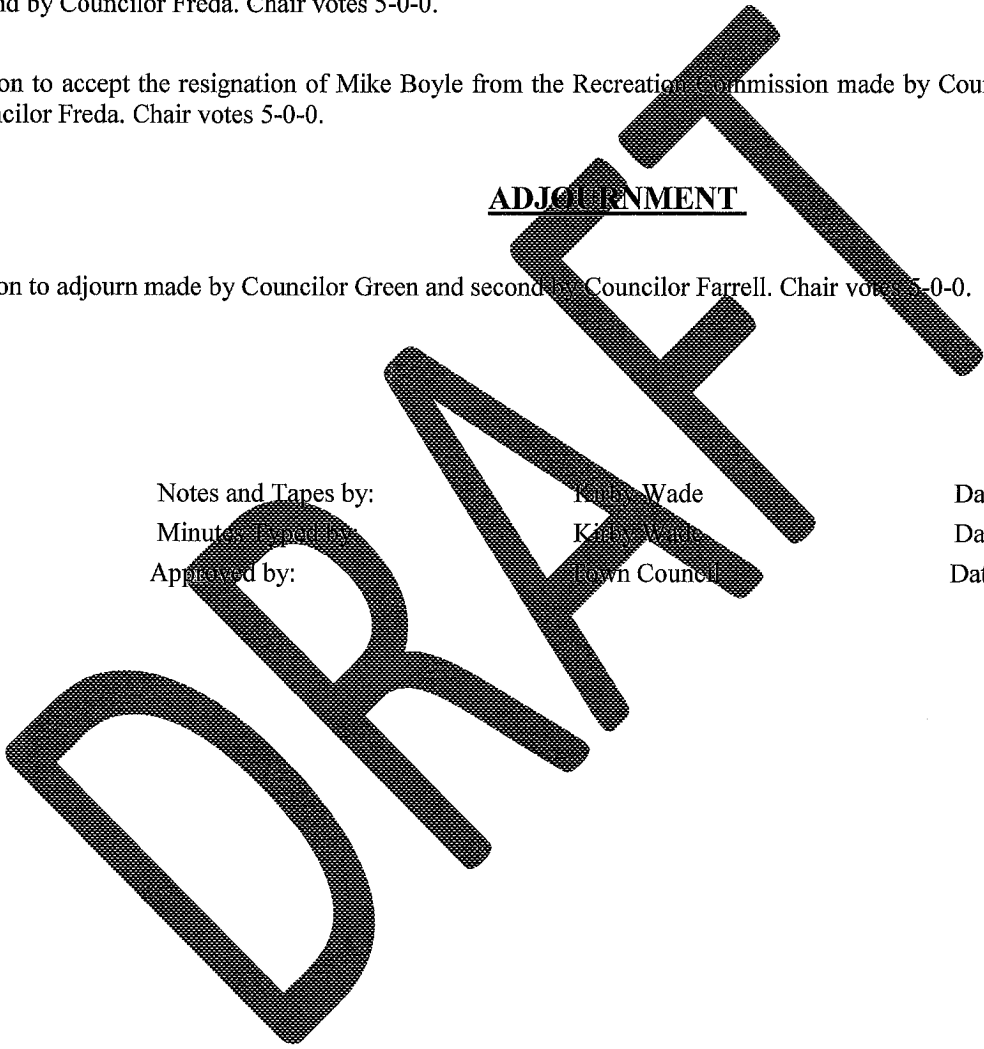 nd by Councilor Freda. Chair votes 5-0-0.
on to accept the resignation of Mike Boyle from the Recreation Commission made by Cou
ncilor Freda. Chair votes 5-0-0.
ADJOURNMENT
on to adjourn made by Councilor Green and second by Councilor Farrell. Chair votes 5-0-0.
Notes and Tapes by: Kirby Wade Da
Minutes Typed by: Kirby Wade Da
Approved by: Town Council Dat
DRAFT